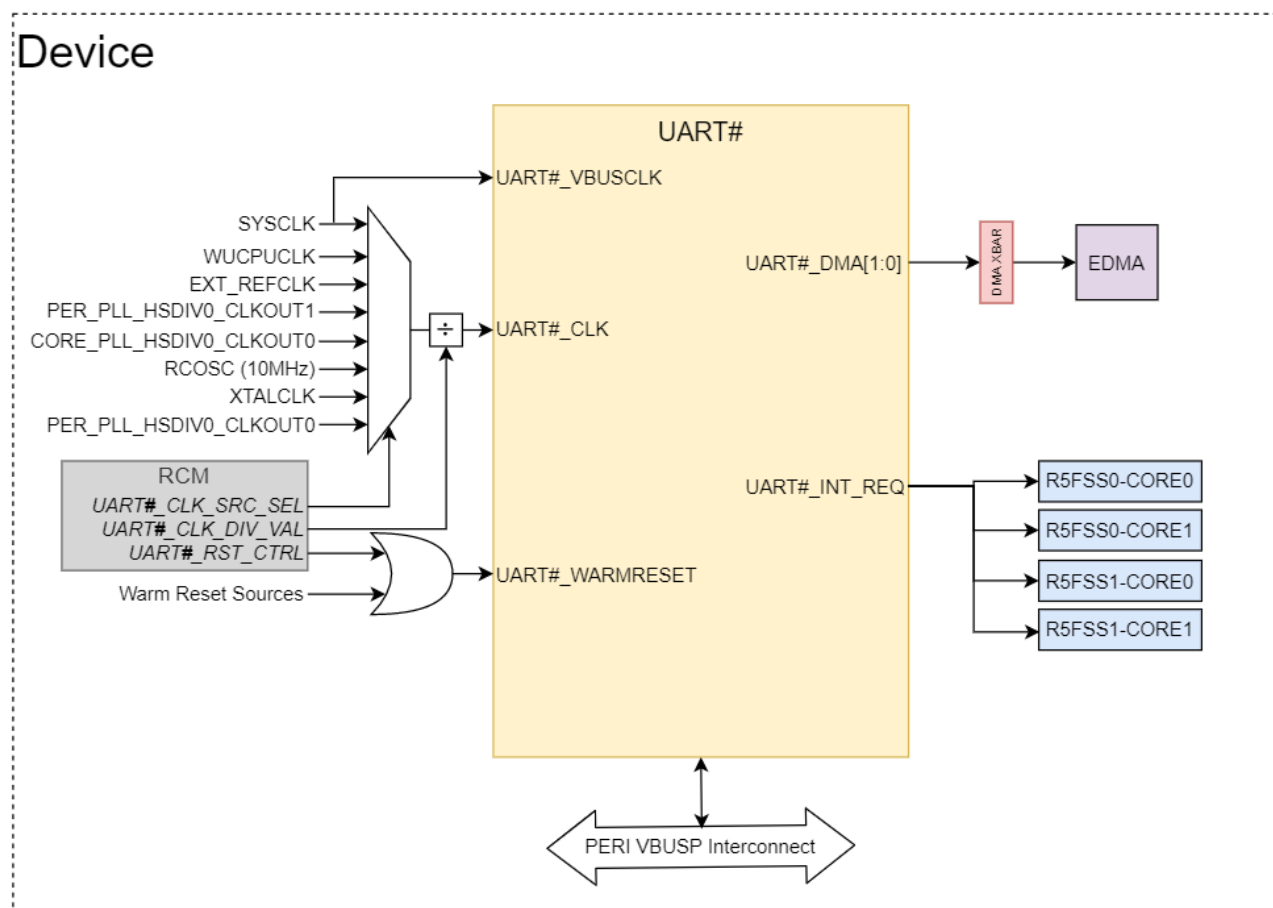 Device
UART#
UART#_VBUSCLK
SYSCLK
WUCPUCLK
EXT_REFCLK
PER_PLL_HSDIV0_CLKOUT1
CORE_PLL_HSDIV0_CLKOUT0
RCOSC (10MHz)
XTALCLK
PER_PLL_HSDIV0_CLKOUT0
÷
UART#_CLK
RCM
UART#_CLK_SRC_SEL
UART#_CLK_DIV_VAL
UART#_RST_CTRL
Warm Reset Sources
UART#_WARMRESET
UART#_DMA[1:0]
DMA XBAR
EDMA
UART#_INT_REQ
R5FSS0-CORE0
R5FSS0-CORE1
R5FSS1-CORE0
R5FSS1-CORE1
PERI VBUSP Interconnect